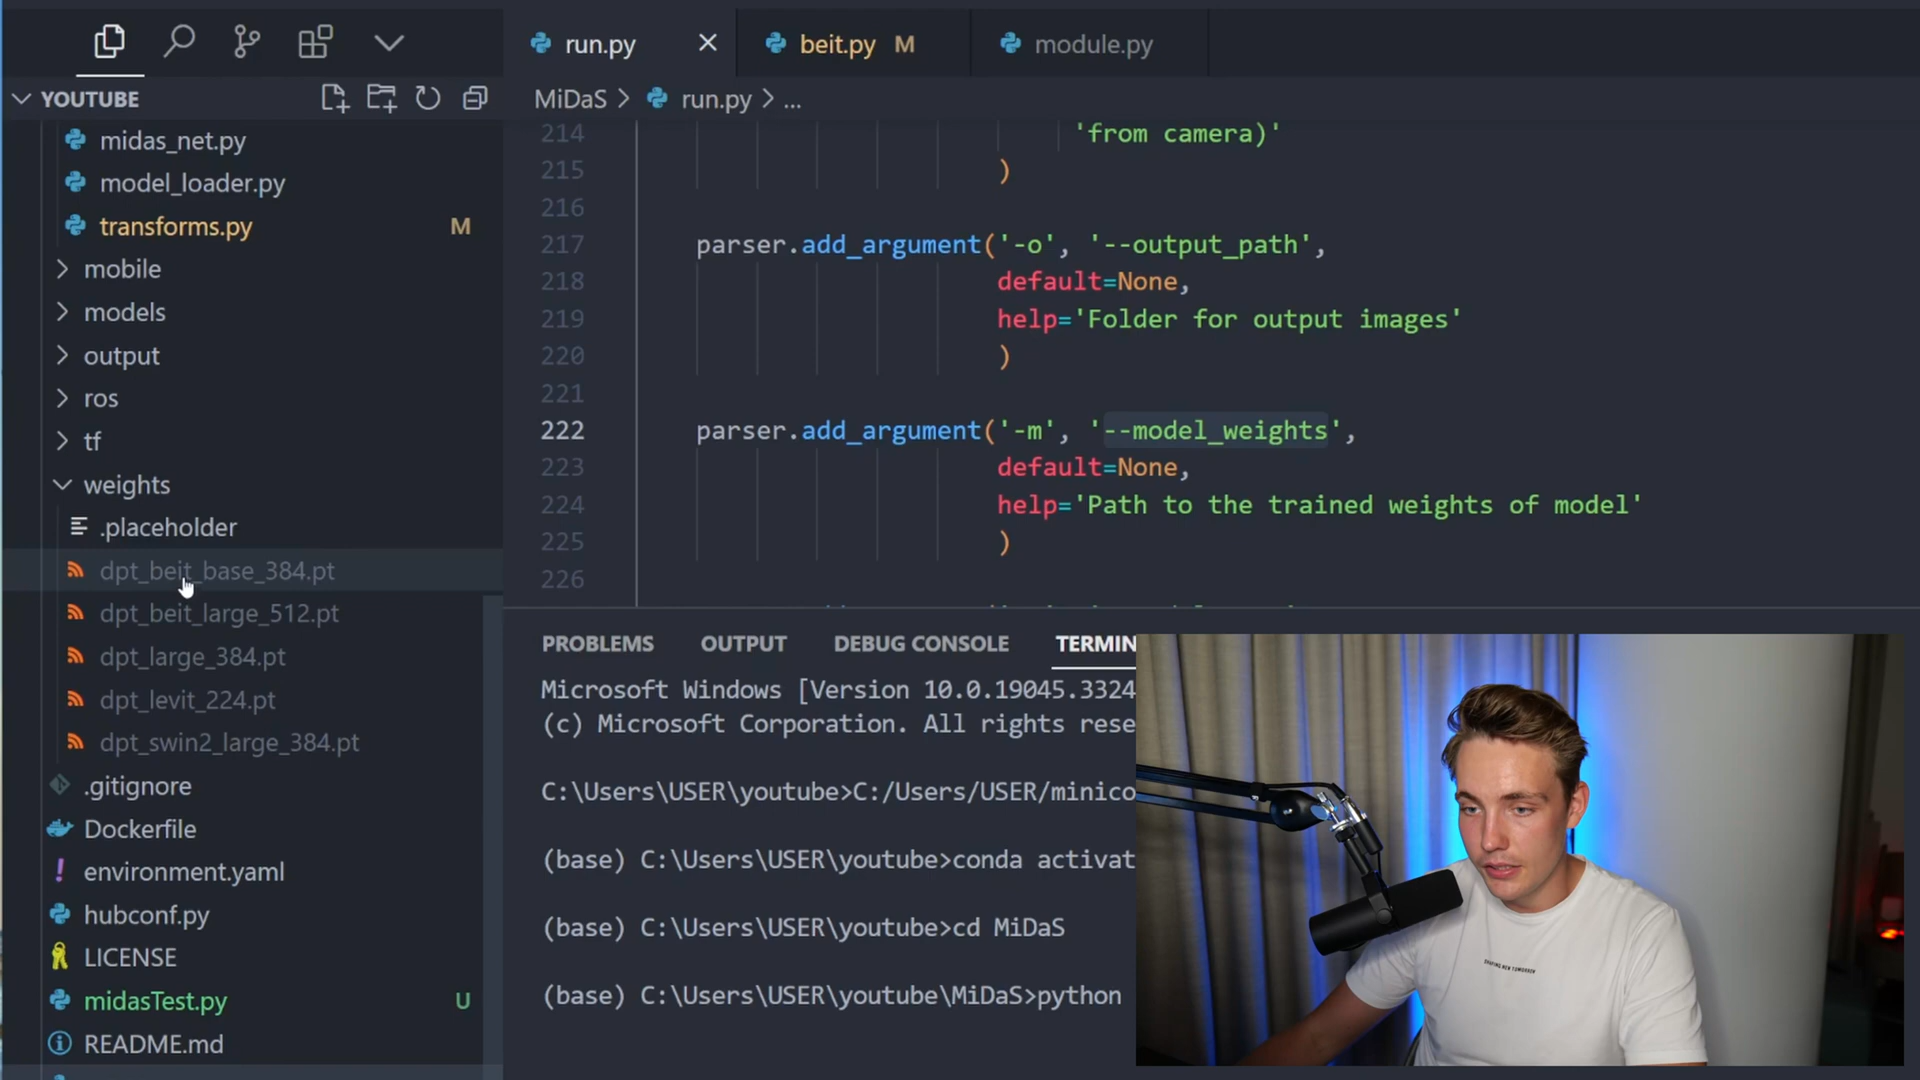 run.py
beit.py M
module.py
YOUTUBE
MiDaS > run.py > ...
midas_net.py
model_loader.py
transforms.py M
mobile
models
output
ros
tf
weights
.placeholder
dpt_beit_base_384.pt
dpt_beit_large_512.pt
dpt_large_384.pt
dpt_levit_224.pt
dpt_swin2_large_384.pt
.gitignore
Dockerfile
environment.yaml
hubconf.py
LICENSE
midasTest.py U
README.md
214 'from camera)'
215 )
216
217 parser.add_argument('-o', '--output_path',
218 default=None,
219 help='Folder for output images'
220 )
221
222 parser.add_argument('-m', '--model_weights',
223 default=None,
224 help='Path to the trained weights of model'
225 )
226
PROBLEMS OUTPUT DEBUG CONSOLE TERMIN
Microsoft Windows [Version 10.0.19045.3324
(c) Microsoft Corporation. All rights rese
C:\Users\USER\youtube>C:/Users/USER/minico
(base) C:\Users\USER\youtube>conda activat
(base) C:\Users\USER\youtube>cd MiDaS
(base) C:\Users\USER\youtube\MiDaS>python